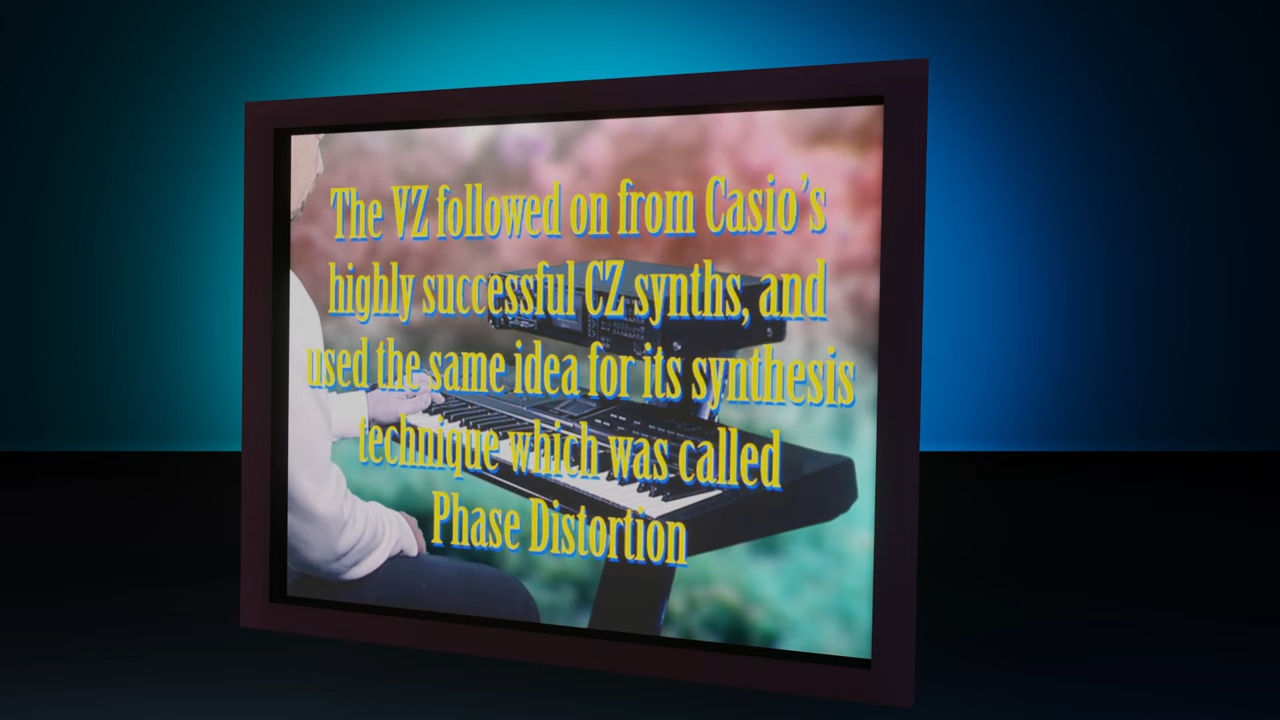 The VZ followed on from Casio's
highly successful CZ synths, and
used the same idea for its synthesis
technique which was called
Phase Distortion